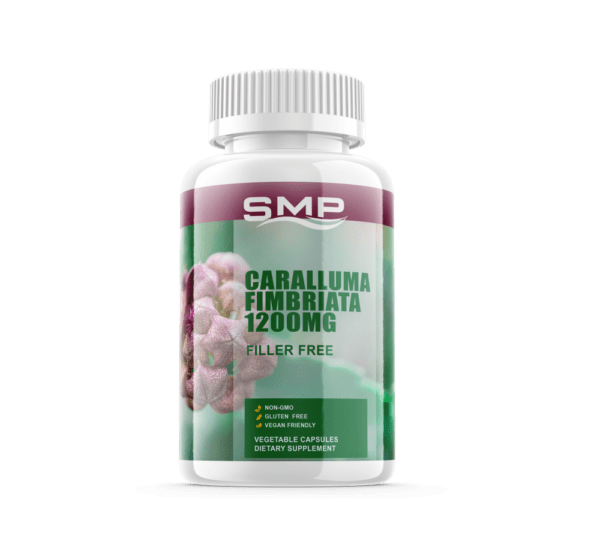 SMP
CARALLUMA
FIMBRIATA
1200MG
FILLER FREE
NON-GMO
GLUTEN FREE
VEGAN FRIENDLY
VEGETABLE CAPSULES
DIETARY SUPPLEMENT